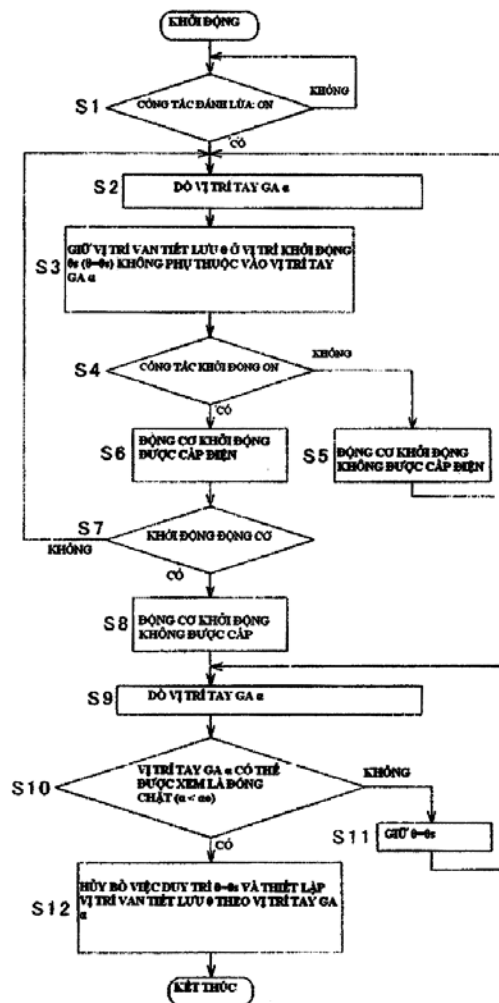 KHỞI ĐỘNG
KHÔNG
S1
CÔNG TẮC ĐÁNH LỬA: ON
CÓ
S2
DÒ VỊ TRÍ TAY GA α
S3
GIỮ VỊ TRÍ VAN TIẾT LƯU θ Ở VỊ TRÍ KHỞI ĐỘNG
θs (θ=θs) KHÔNG PHỤ THUỘC VÀO VỊ TRÍ TAY
GA α
KHÔNG
S4
CÔNG TẮC KHỞI ĐỘNG ON
CÓ
S6
ĐỘNG CƠ KHỞI ĐỘNG
ĐƯỢC CẤP ĐIỆN
S5
ĐỘNG CƠ KHỞI ĐỘNG
KHÔNG ĐƯỢC CẤP ĐIỆN
S7
KHỞI ĐỘNG ĐỘNG CƠ
KHÔNG
CÓ
S8
ĐỘNG CƠ KHỞI ĐỘNG
KHÔNG ĐƯỢC CẤP
S9
DÒ VỊ TRÍ TAY GA α
S10
VỊ TRÍ TAY GA α CÓ THỂ
ĐƯỢC XEM LÀ ĐÓNG
CHẶT (α < αo)
KHÔNG
CÓ
S11
GIỮ θ=θs
S12
HỦY BỎ VIỆC DUY TRÌ θ=θs VÀ THIẾT LẬP
VỊ TRÍ VAN TIẾT LƯU θ THEO VỊ TRÍ TAY GA
α
KẾT THÚC